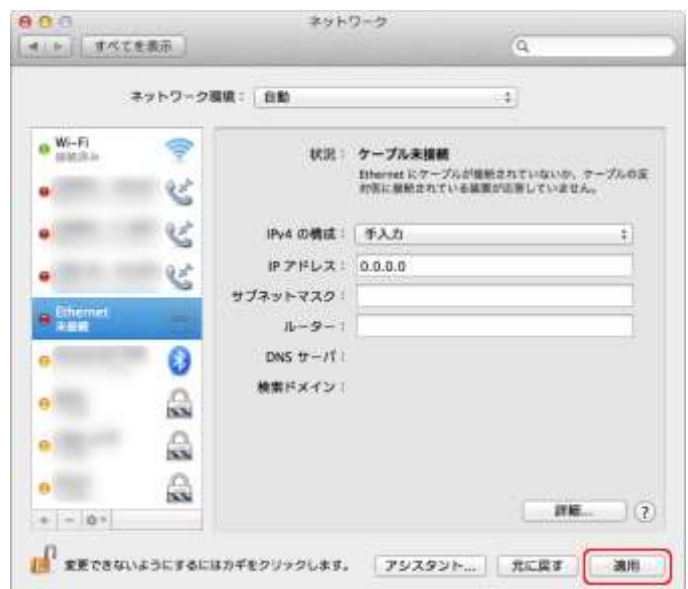 ネットワーク
すべてを表示
ネットワーク環境： 自動
Wi-Fi
接続済み
Ethernet
未接続
状況： ケーブル未接続
Ethernet にケーブルが接続されていないか、ケーブルの反
対側に接続されている装置が応答していません。
IPv4 の構成： 手入力
IP アドレス： 0.0.0.0
サブネットマスク：
ルーター：
DNS サーバ：
検索ドメイン：
詳細... ?
変更できないようにするにはカギをクリックします。 アシスタント... 元に戻す 適用